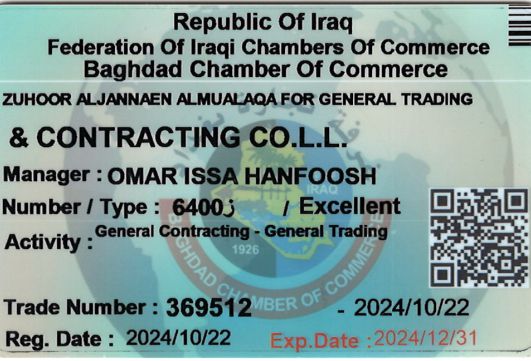 Republic Of Iraq
Federation Of Iraqi Chambers Of Commerce
Baghdad Chamber Of Commerce
ZUHOOR ALJANNAEN ALMUALAQA FOR GENERAL TRADING
& CONTRACTING CO.L.L.
Manager : OMAR ISSA HANFOOSH
Number / Type : 6400ز / Excellent
Activity : General Contracting - General Trading
Trade Number : 369512 - 2024/10/22
Reg. Date : 2024/10/22 Exp.Date : 2024/12/31
IRAQ
1926
BAGHDAD CHAMBER OF COMMERCE